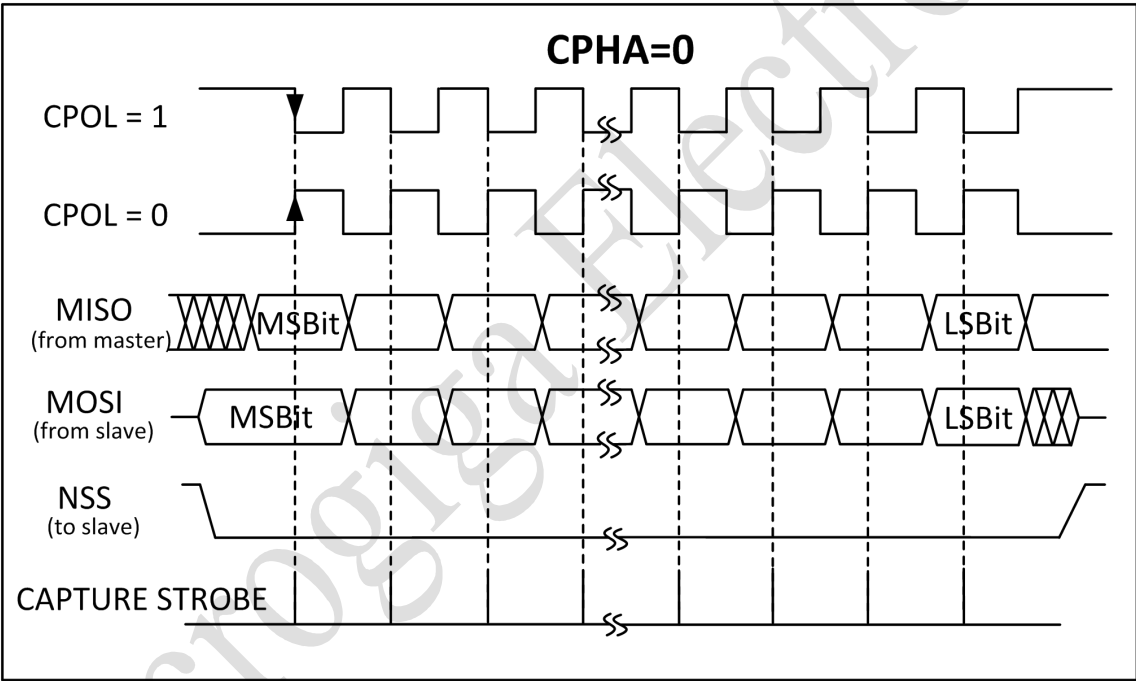 CPHA=0
CPOL = 1
CPOL = 0
MISO
(from master)
MSBit
LSBit
MOSI
(from slave)
MSBit
LSBit
NSS
(to slave)
CAPTURE STROBE